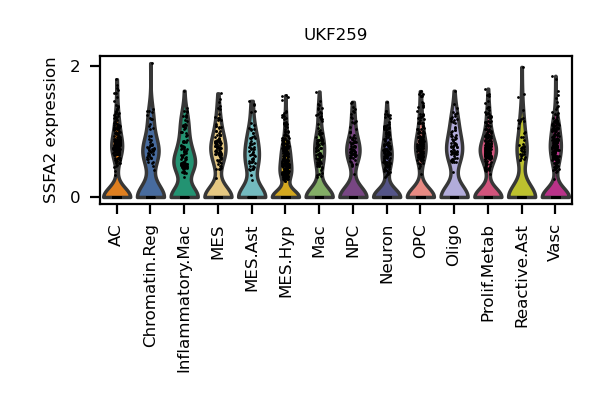 UKF259
SSFA2 expression
2
0
AC
Chromatin.Reg
Inflammatory.Mac
MES
MES.Ast
MES.Hyp
Mac
NPC
Neuron
OPC
Oligo
Prolif.Metab
Reactive.Ast
Vasc